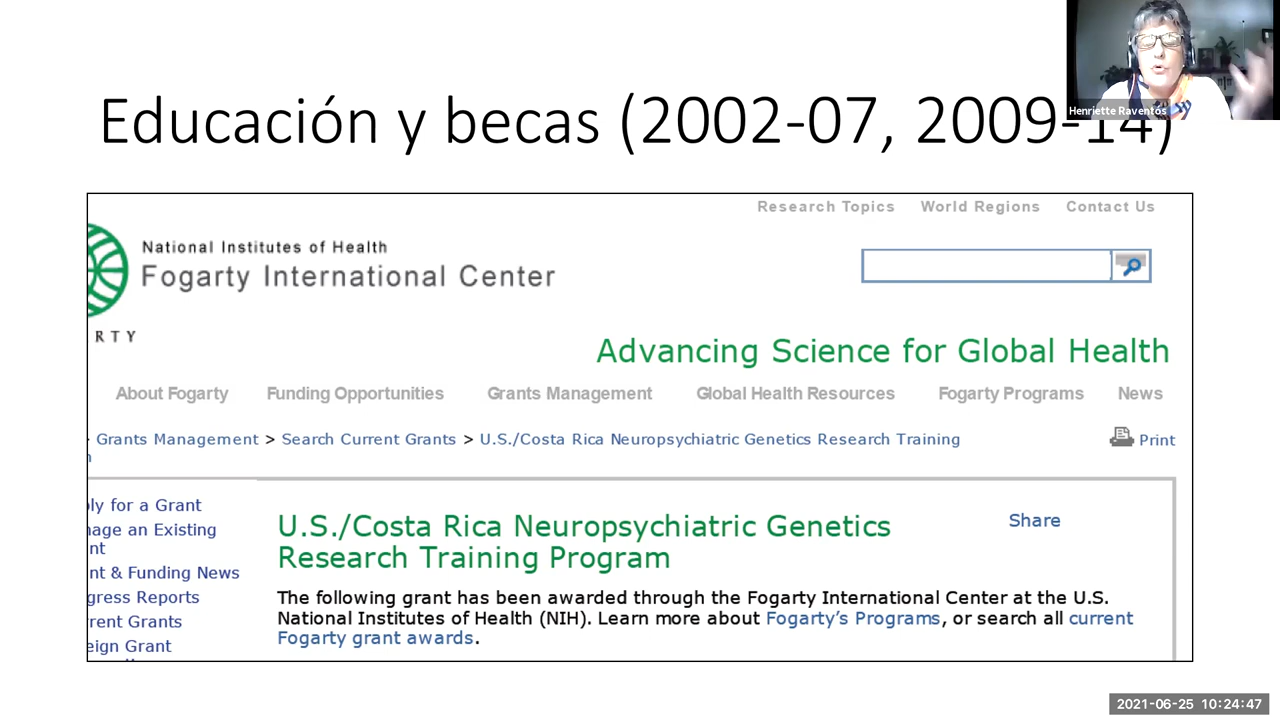 Henriette Raventós
Educación y becas (2002-07, 2009-14)
Research Topics World Regions Contact Us
National Institutes of Health
Fogarty International Center
RTY
Advancing Science for Global Health
About Fogarty Funding Opportunities Grants Management Global Health Resources Fogarty Programs News
Grants Management > Search Current Grants > U.S./Costa Rica Neuropsychiatric Genetics Research Training
Print
n
ly for a Grant
nage an Existing
nt
nt & Funding News
gress Reports
rent Grants
eign Grant
U.S./Costa Rica Neuropsychiatric Genetics
Research Training Program
Share
The following grant has been awarded through the Fogarty International Center at the U.S.
National Institutes of Health (NIH). Learn more about Fogarty's Programs, or search all current
Fogarty grant awards.
2021-06-25 10:24:47